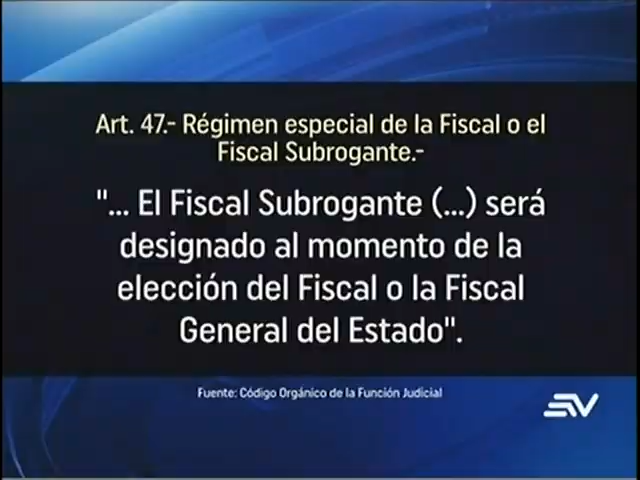 Art. 47.- Régimen especial de la Fiscal o el
Fiscal Subrogante.-
"... El Fiscal Subrogante (...) será
designado al momento de la
elección del Fiscal o la Fiscal
General del Estado".
Fuente: Código Orgánico de la Función Judicial